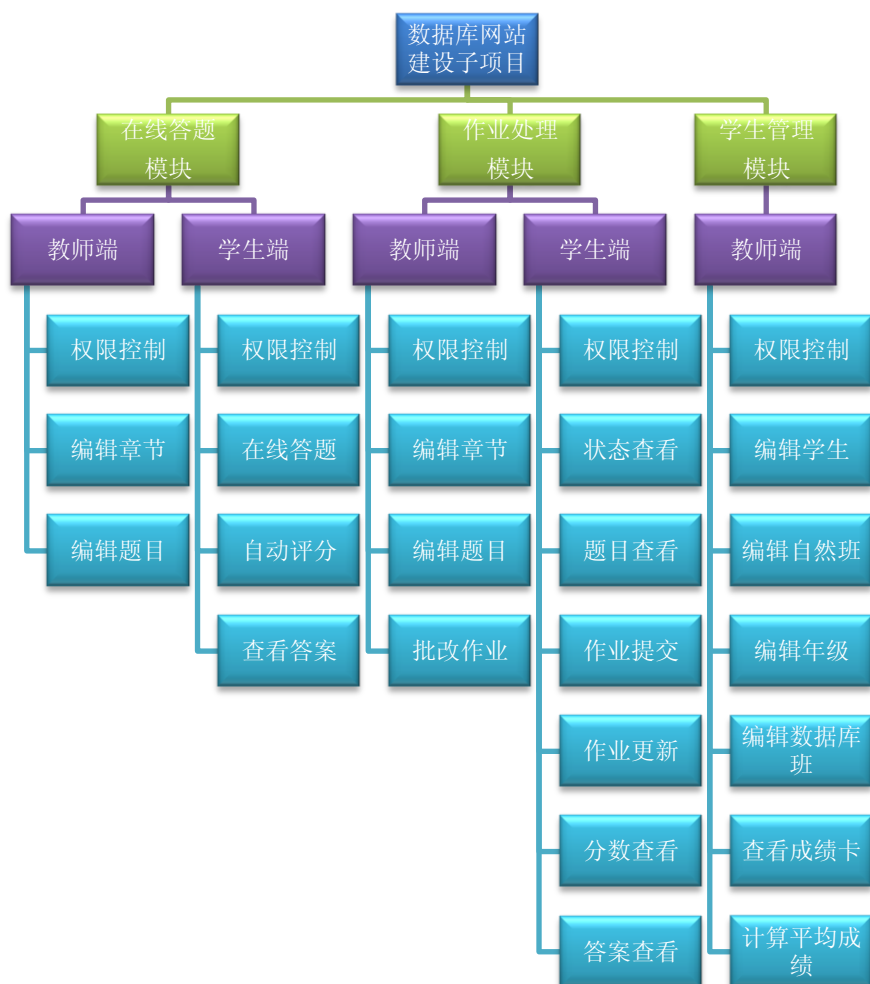 数据库网站
建设子项目
在线答题
模块
作业处理
模块
学生管理
模块
教师端
学生端
教师端
学生端
教师端
权限控制
权限控制
权限控制
权限控制
权限控制
编辑章节
在线答题
编辑章节
状态查看
编辑学生
编辑题目
自动评分
编辑题目
题目查看
编辑自然班
查看答案
批改作业
作业提交
编辑年级
作业更新
编辑数据库
班
分数查看
查看成绩卡
答案查看
计算平均成
绩